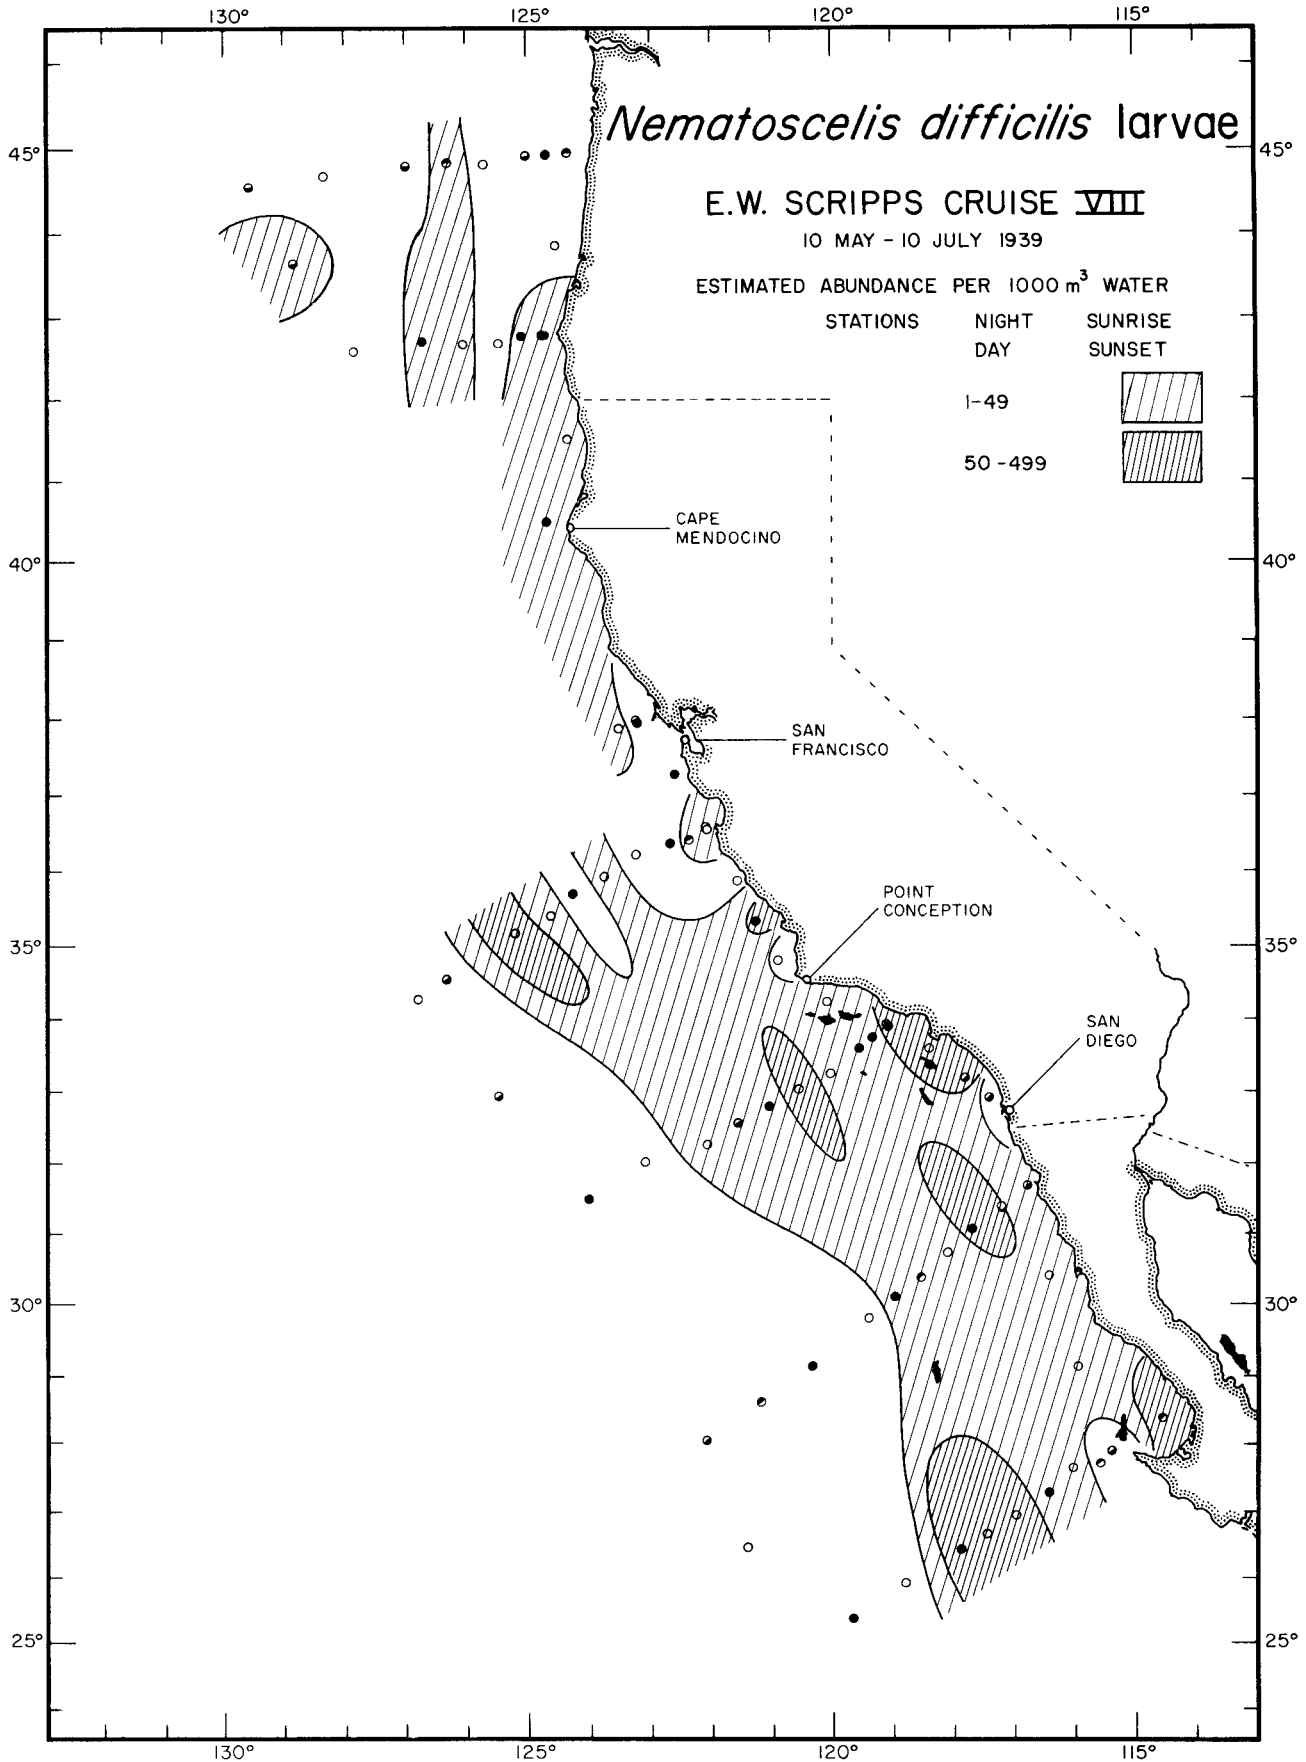 130° 125° 120° 115°
Nematoscelis difficilis larvae
45° 45°
E.W. SCRIPPS CRUISE VIII
10 MAY - 10 JULY 1939
ESTIMATED ABUNDANCE PER 1000 m³ WATER
STATIONS NIGHT SUNRISE
DAY SUNSET
1-49
50-499
CAPE
MENDOCINO
40° 40°
SAN
FRANCISCO
POINT
CONCEPTION
35° 35°
SAN
DIEGO
30° 30°
25° 25°
130° 125° 120° 115°